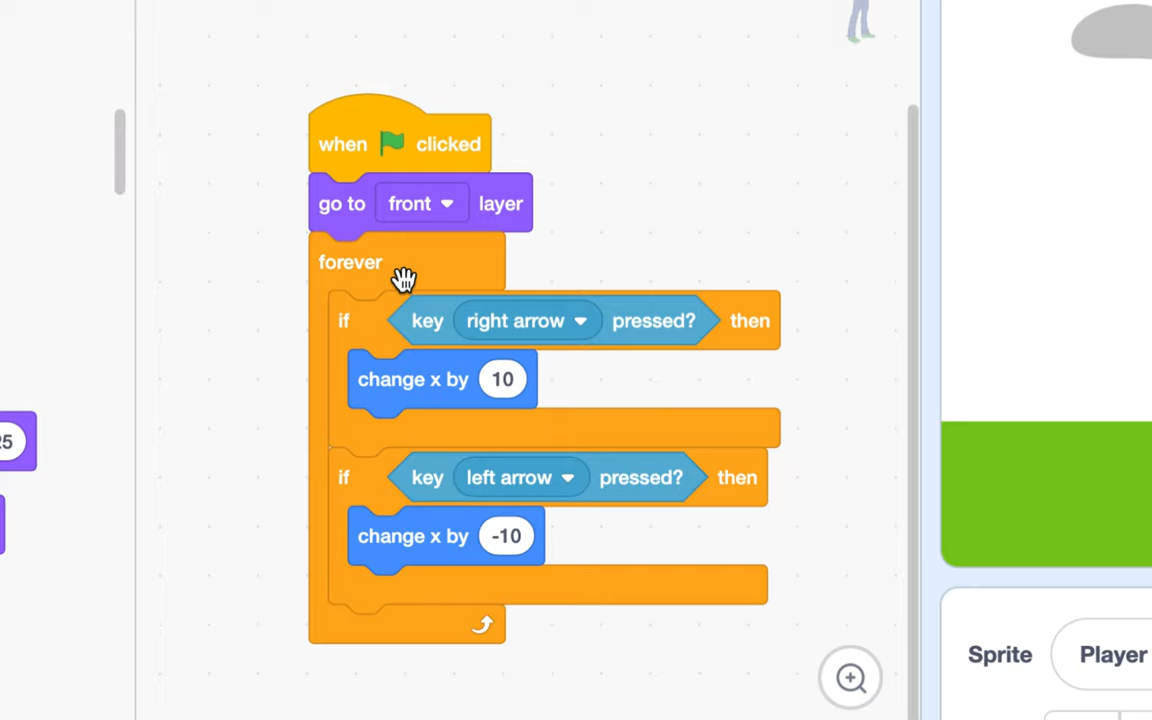 when clicked
go to front layer
forever
if key right arrow pressed? then
change x by 10
25
if key left arrow pressed? then
change x by -10
Sprite Player